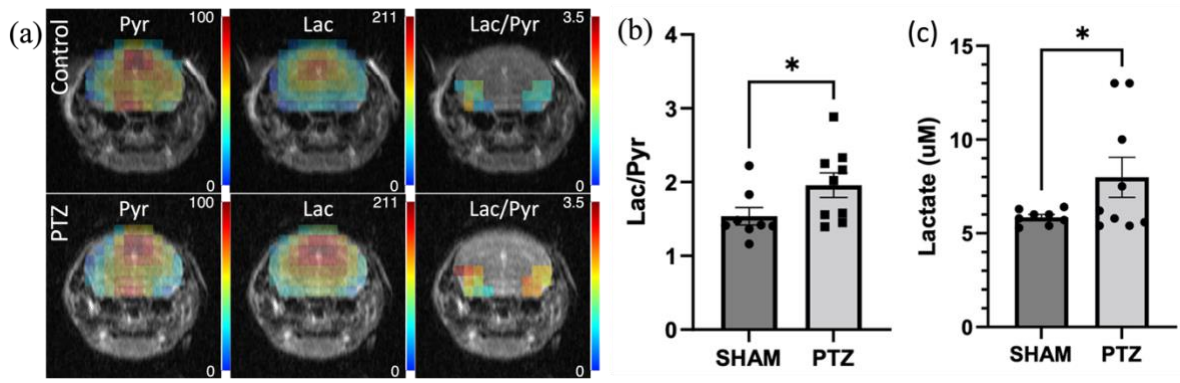 (a)
Control
Pyr
100
0
Lac
211
0
Lac/Pyr
3.5
0
PTZ
Pyr
100
0
Lac
211
0
Lac/Pyr
3.5
0
(b)
Lac/Pyr
4
3
2
1
0
*
SHAM
PTZ
(c)
Lactate (uM)
15
10
5
0
*
SHAM
PTZ